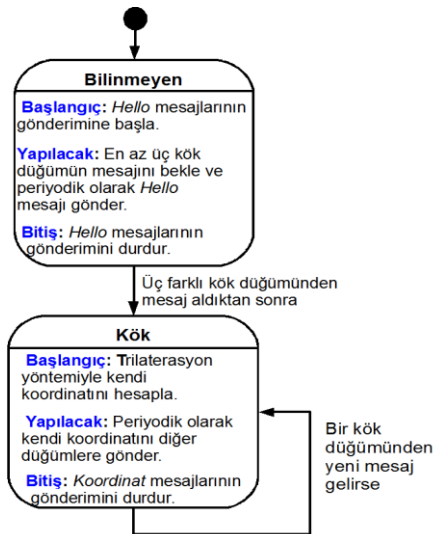 Bilinmeyen
Başlangıç: Hello mesajlarının
gönderimine başla.
Yapılacak: En az üç kök
düğümün mesajını bekle ve
periyodik olarak Hello
mesajı gönder.
Bitiş: Hello mesajlarının
gönderimini durdur.
Üç farklı kök düğümünden
mesaj aldıktan sonra
Kök
Başlangıç: Trilaterasyon
yöntemiyle kendi
koordinatını hesapla.
Yapılacak: Periyodik olarak
kendi koordinatını diğer
düğümlere gönder.
Bitiş: Koordinat mesajlarının
gönderimini durdur.
Bir kök
düğümünden
yeni mesaj
gelirse